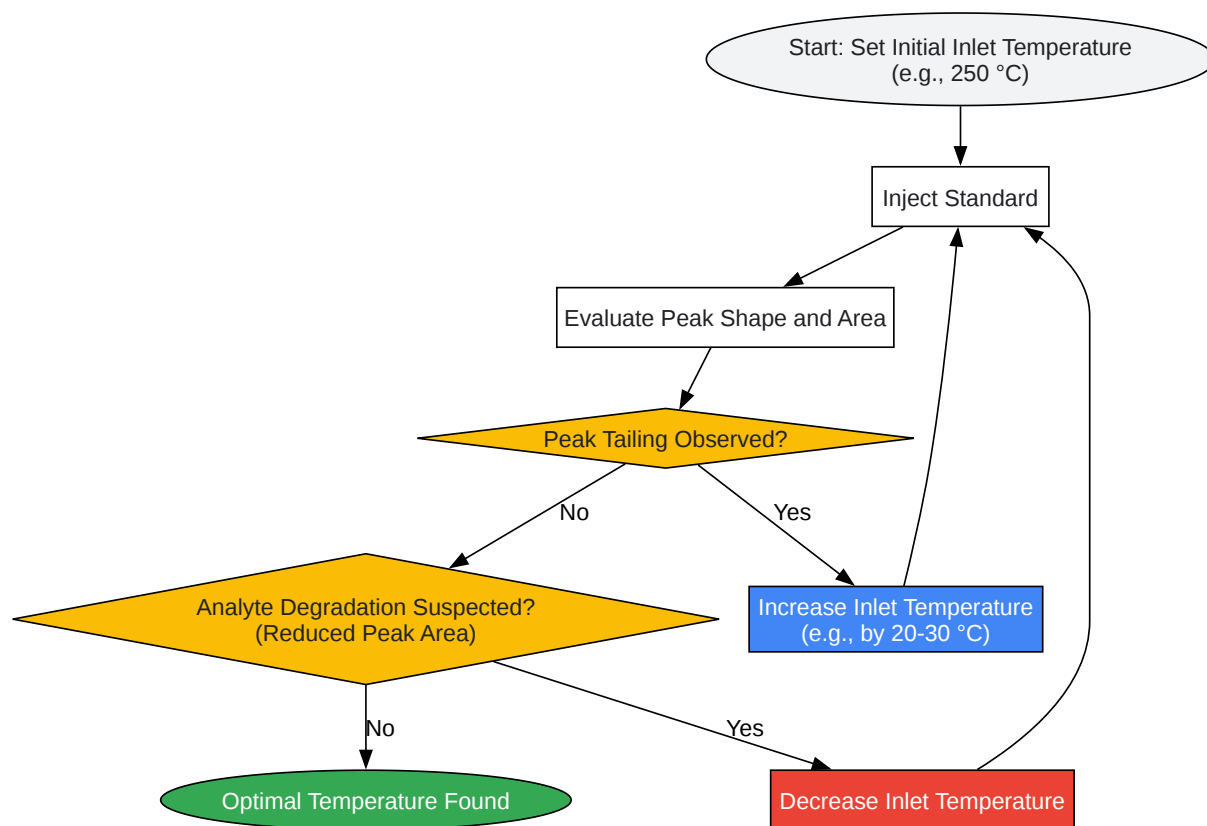 Start: Set Initial Inlet Temperature
(e.g., 250 °C)
Inject Standard
Evaluate Peak Shape and Area
Peak Tailing Observed?
No
Yes
Analyte Degradation Suspected?
(Reduced Peak Area)
Increase Inlet Temperature
(e.g., by 20-30 °C)
No
Yes
Optimal Temperature Found
Decrease Inlet Temperature